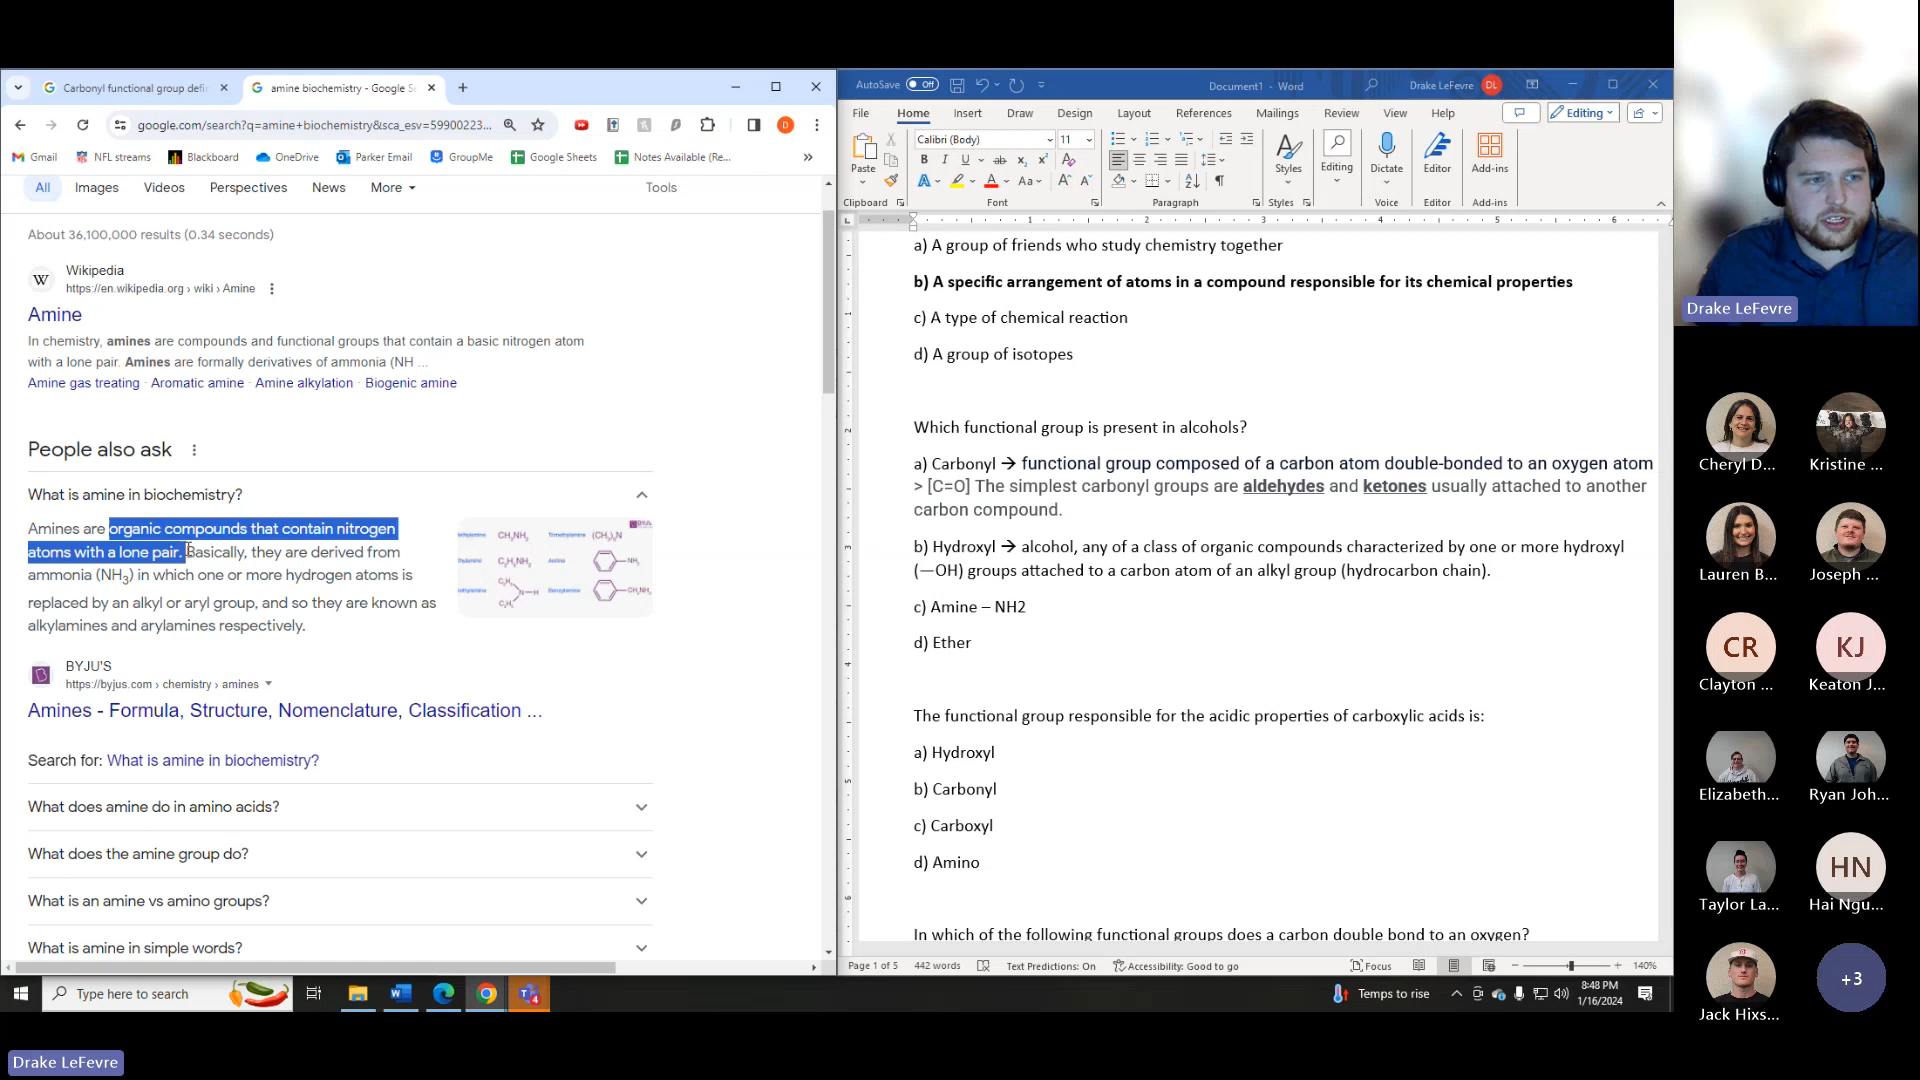 Carbonyl functional group defi
amine biochemistry - Google Se
google.com/search?q=amine+biochemistry&sca_esv=59900223...
Gmail
NFL streams
Blackboard
OneDrive
Parker Email
GroupMe
Google Sheets
Notes Available (Re...
All
Images
Videos
Perspectives
News
More
Tools
About 36,100,000 results (0.34 seconds)
W
Wikipedia
https://en.wikipedia.org › wiki › Amine
Amine
In chemistry, amines are compounds and functional groups that contain a basic nitrogen atom
with a lone pair. Amines are formally derivatives of ammonia (NH ...
Amine gas treating · Aromatic amine · Amine alkylation · Biogenic amine
People also ask
What is amine in biochemistry?
Amines are organic compounds that contain nitrogen
atoms with a lone pair. Basically, they are derived from
ammonia (NH3) in which one or more hydrogen atoms is
replaced by an alkyl or aryl group, and so they are known as
alkylamines and arylamines respectively.
BYJU'S
https://byjus.com › chemistry › amines
Amines - Formula, Structure, Nomenclature, Classification ...
Search for: What is amine in biochemistry?
What does amine do in amino acids?
What does the amine group do?
What is an amine vs amino groups?
What is amine in simple words?
AutoSave Off
Document1 - Word
Drake LeFevre DL
File
Home
Insert
Draw
Design
Layout
References
Mailings
Review
View
Help
Editing
Paste
Calibri (Body)
11
Styles
Editing
Dictate
Editor
Add-ins
Clipboard
Font
Paragraph
Styles
Voice
Editor
Add-ins
a) A group of friends who study chemistry together
b) A specific arrangement of atoms in a compound responsible for its chemical properties
c) A type of chemical reaction
d) A group of isotopes
Which functional group is present in alcohols?
a) Carbonyl → functional group composed of a carbon atom double-bonded to an oxygen atom
> [C=O] The simplest carbonyl groups are aldehydes and ketones usually attached to another
carbon compound.
b) Hydroxyl → alcohol, any of a class of organic compounds characterized by one or more hydroxyl
(―OH) groups attached to a carbon atom of an alkyl group (hydrocarbon chain).
c) Amine – NH2
d) Ether
The functional group responsible for the acidic properties of carboxylic acids is:
a) Hydroxyl
b) Carbonyl
c) Carboxyl
d) Amino
In which of the following functional groups does a carbon double bond to an oxygen?
Page 1 of 5
442 words
Text Predictions: On
Accessibility: Good to go
Focus
140%
Type here to search
Temps to rise
8:48 PM
1/16/2024
Drake LeFevre
Cheryl D...
Kristine ...
Lauren B...
Joseph ...
CR
KJ
Clayton ...
Keaton J...
Elizabeth...
Ryan Joh...
HN
Taylor La...
Hai Ngu...
+3
Jack Hixs...
Drake LeFevre